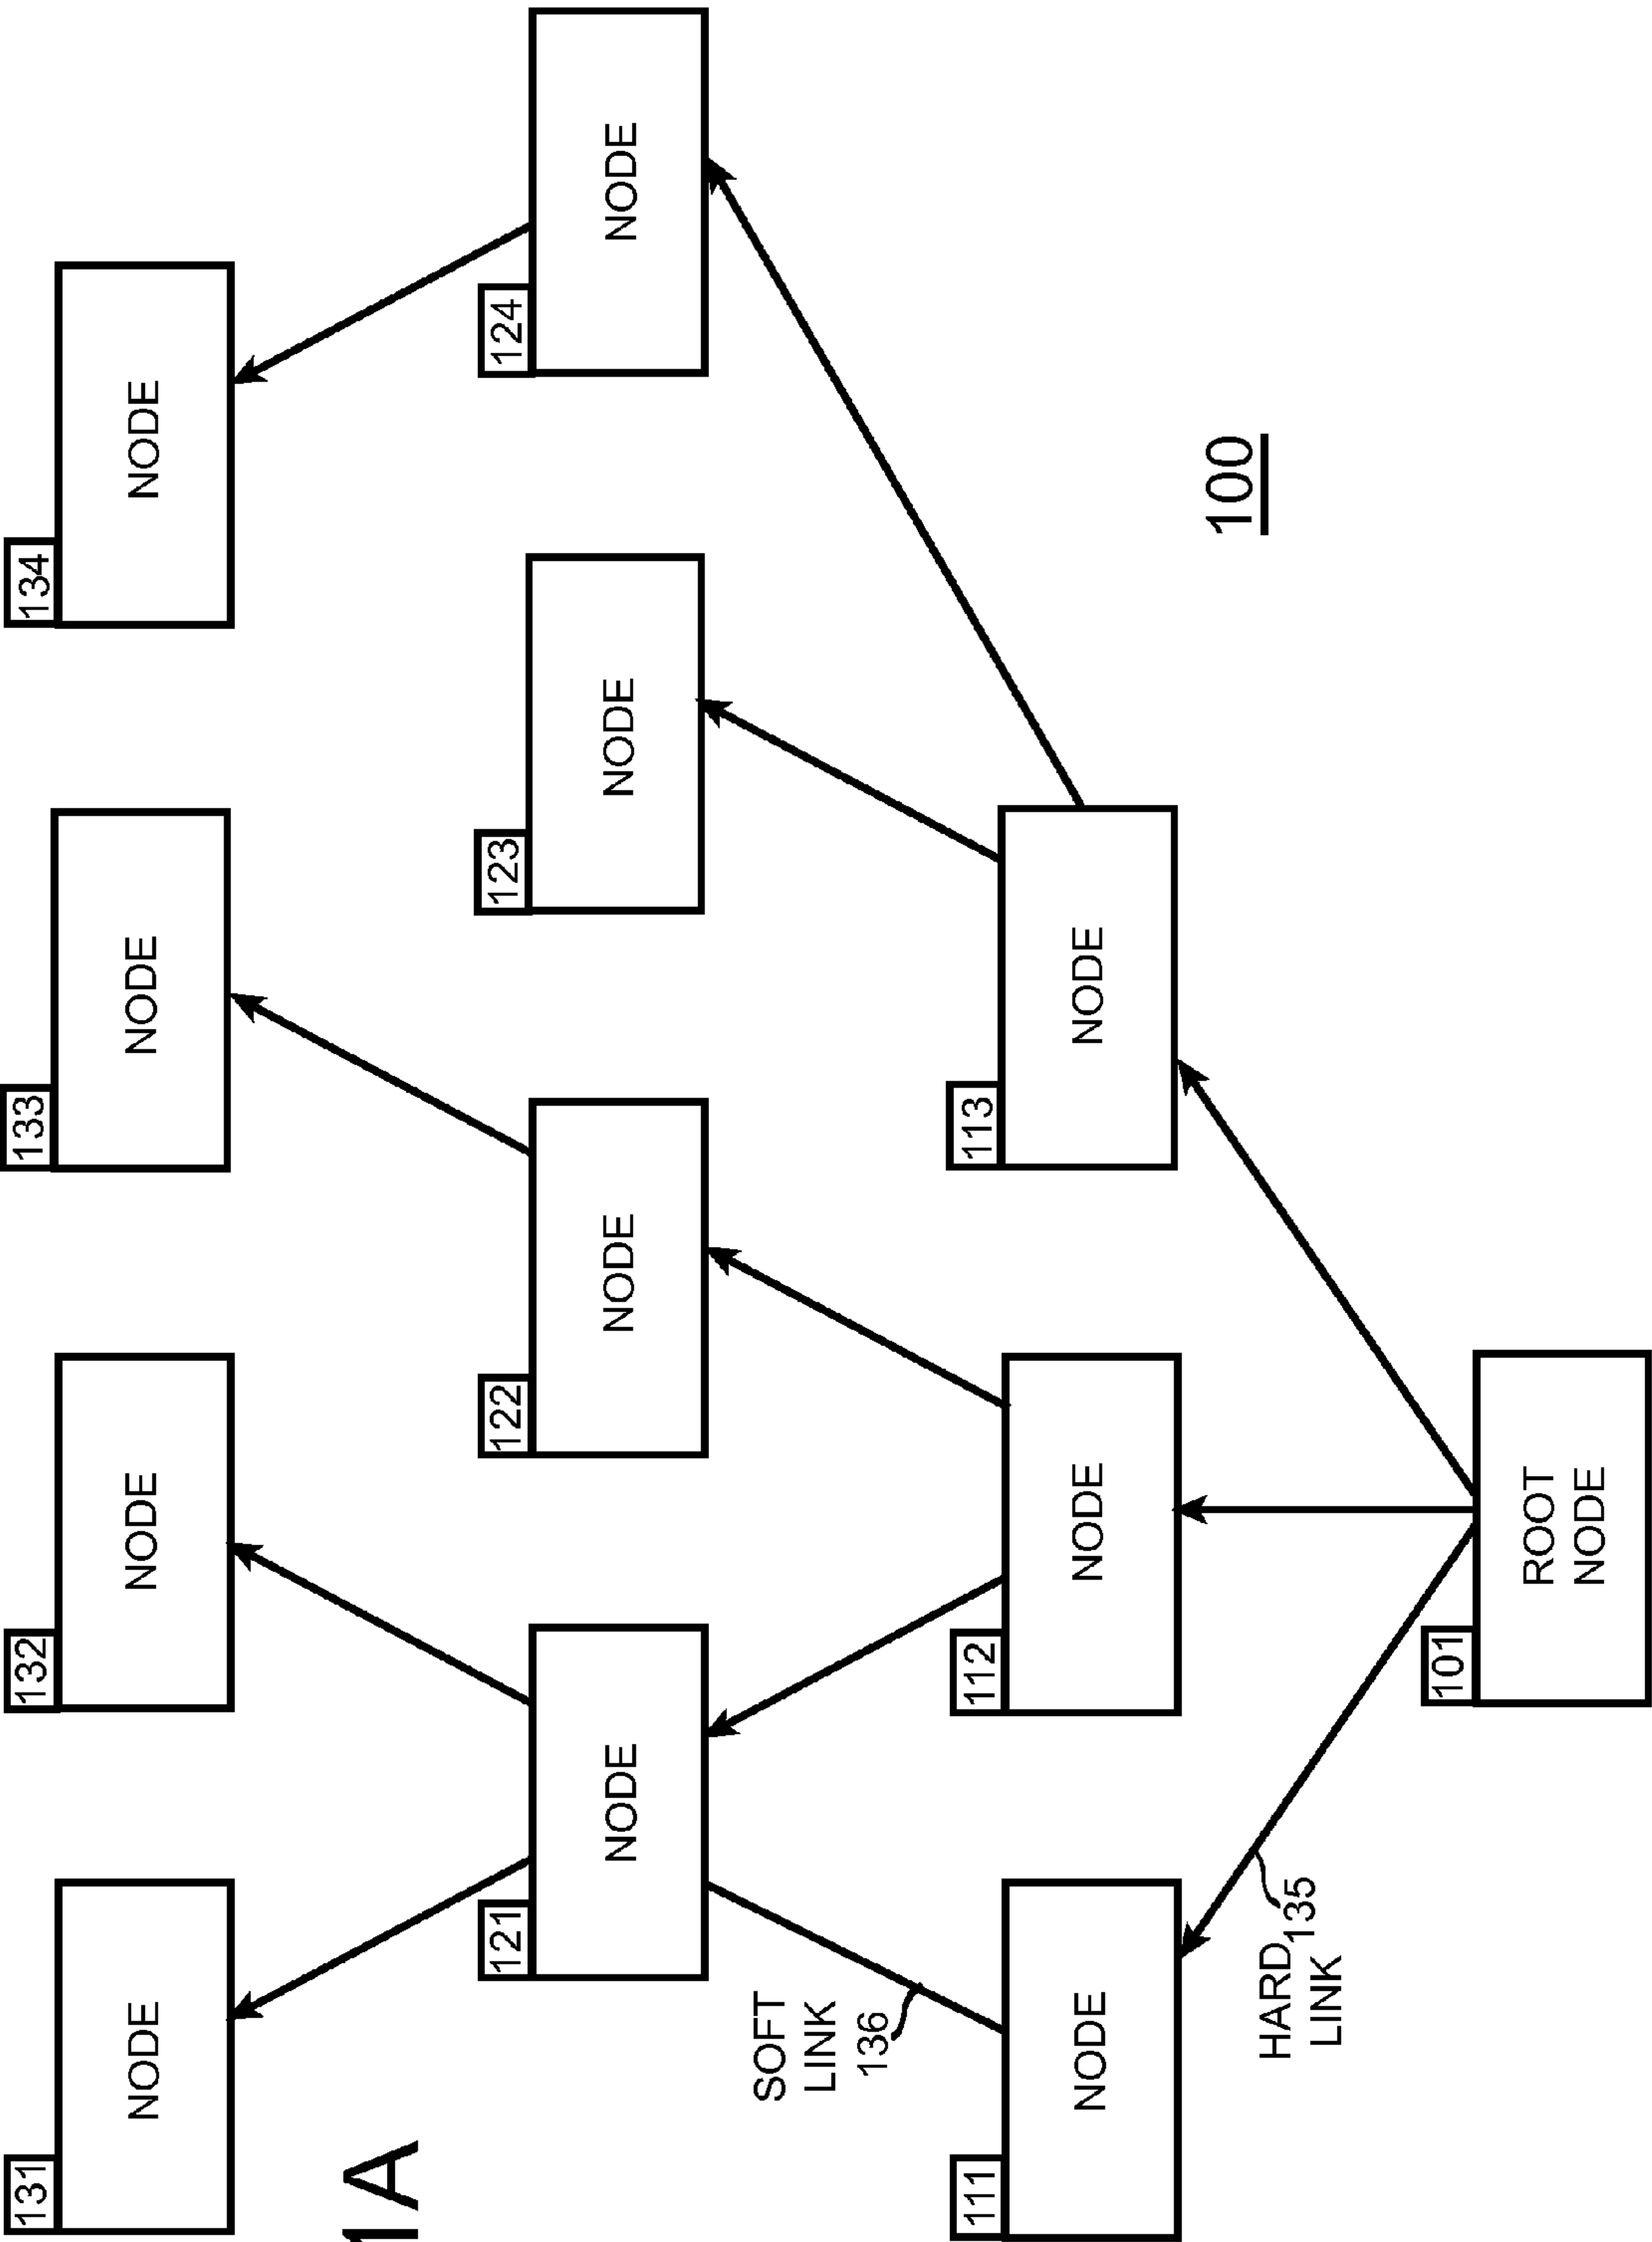 131
132
133
134
NODE
NODE
NODE
NODE
1A
121
122
123
124
NODE
NODE
NODE
NODE
SOFT
LINK
136
111
112
113
NODE
NODE
NODE
100
HARD
135
LINK
101
ROOT
NODE